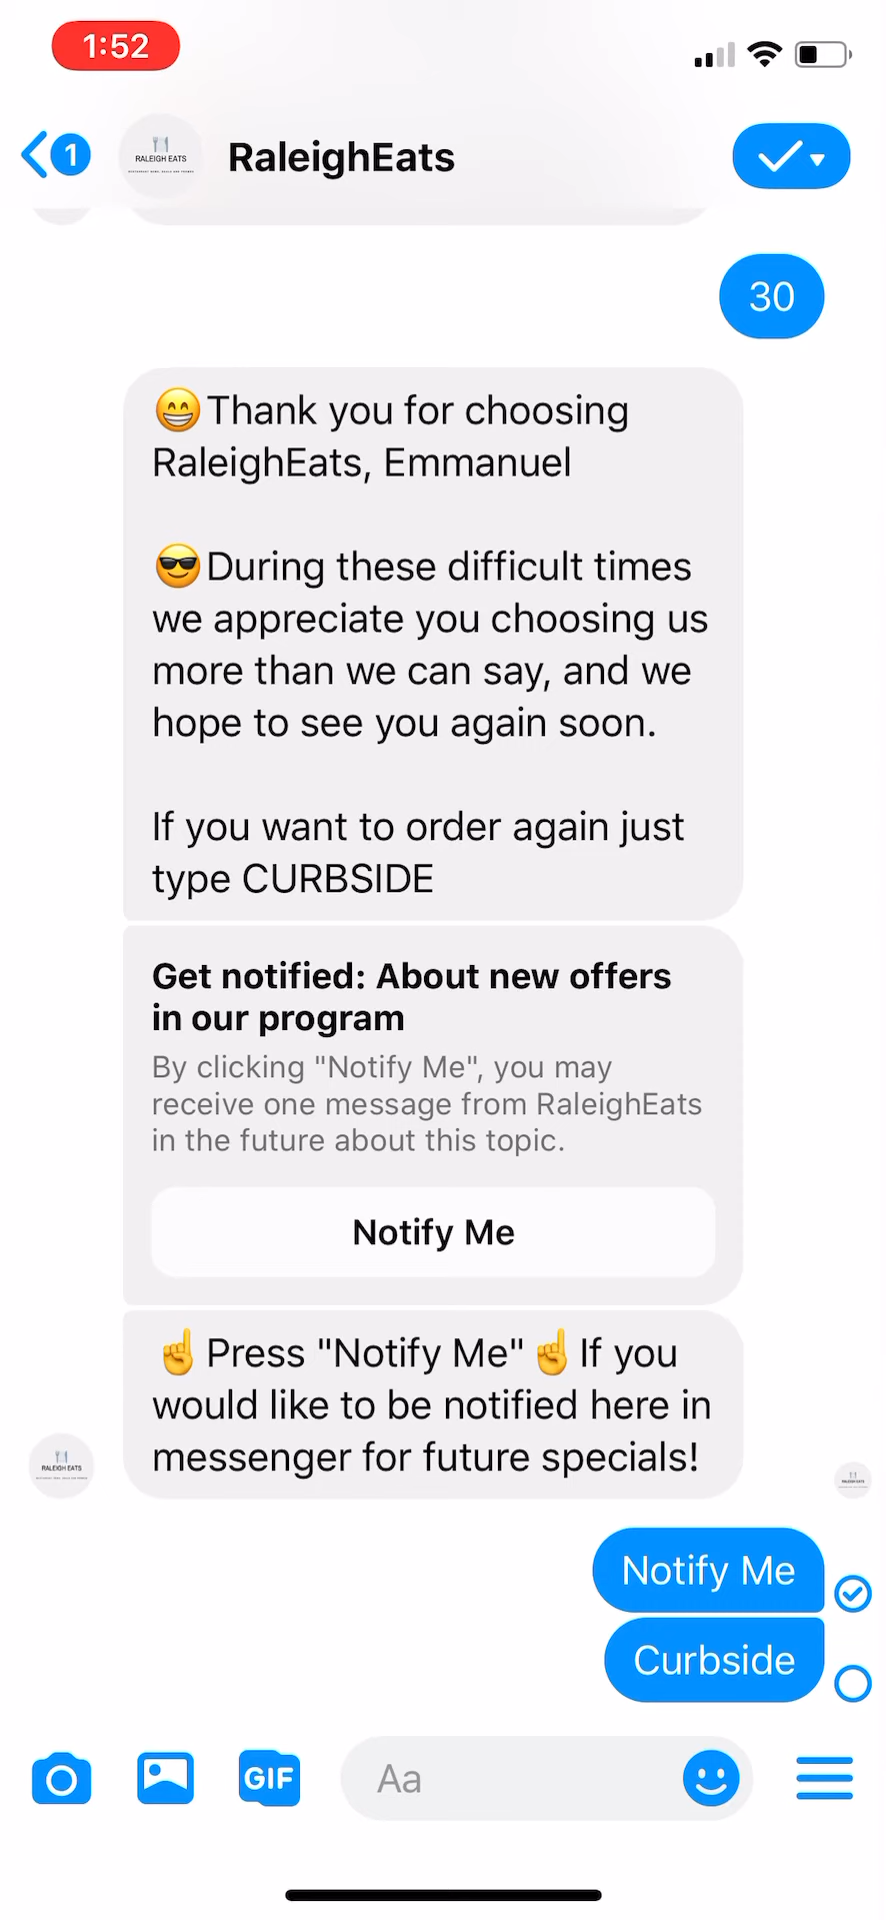 1:52
1
RALEIGH EATS
RaleighEats
30
😁Thank you for choosing
RaleighEats, Emmanuel
😎During these difficult times
we appreciate you choosing us
more than we can say, and we
hope to see you again soon.
If you want to order again just
type CURBSIDE
Get notified: About new offers
in our program
By clicking "Notify Me", you may
receive one message from RaleighEats
in the future about this topic.
Notify Me
☝Press "Notify Me"☝If you
would like to be notified here in
messenger for future specials!
RALEIGH EATS
Notify Me
Curbside
GIF
Aa